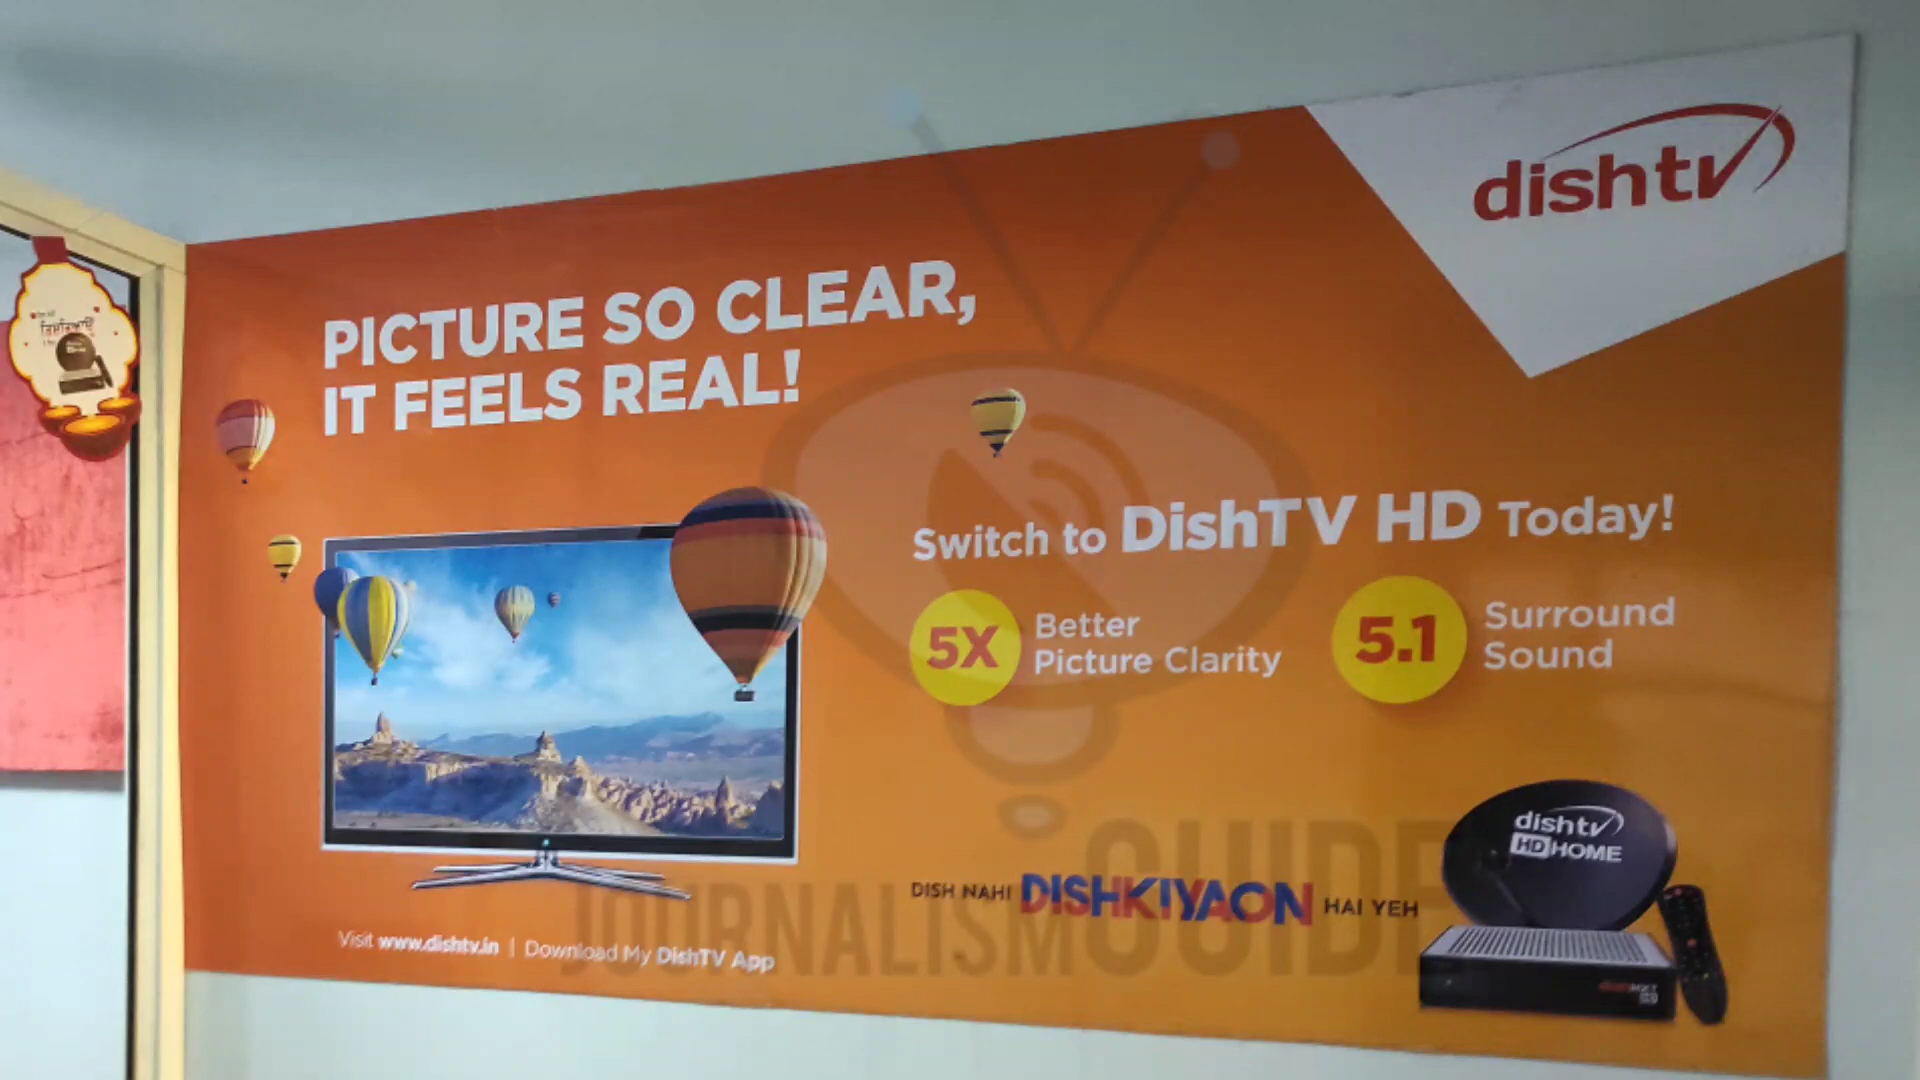 dishtv
PICTURE SO CLEAR,
IT FEELS REAL!
Switch to DishTV HD Today!
5X Better
Picture Clarity
5.1 Surround
Sound
dishtv
HD HOME
DISH NAHI DISHKIYAON HAI YEH
Visit www.dishtv.in | Download My DishTV App
JOURNALISMGUIDE